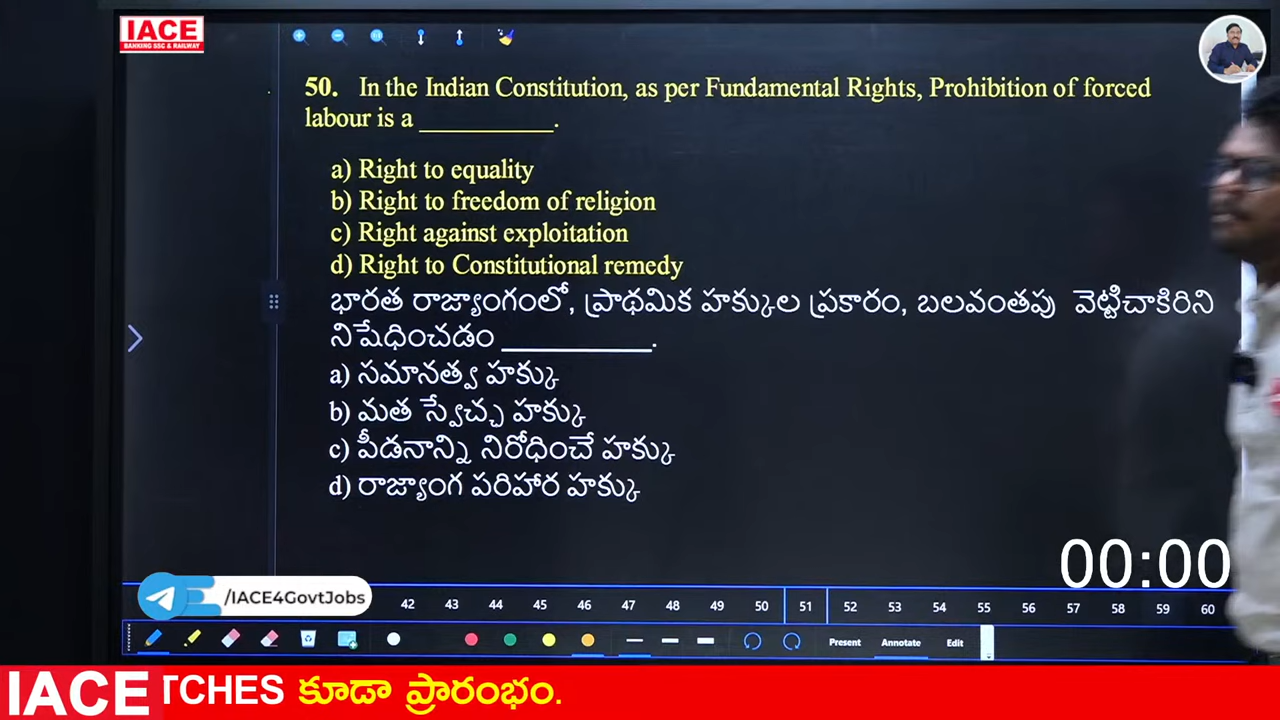 IACE
BANKING SSC & RAILWAY
50. In the Indian Constitution, as per Fundamental Rights, Prohibition of forced
labour is a __________.
a) Right to equality
b) Right to freedom of religion
c) Right against exploitation
d) Right to Constitutional remedy
భారత రాజ్యాంగంలో, ప్రాథమిక హక్కుల ప్రకారం, బలవంతపు వెట్టిచాకిరిని
నిషేధించడం __________.
a) సమానత్వ హక్కు
b) మత స్వేచ్ఛ హక్కు
c) పీడనాన్ని నిరోధించే హక్కు
d) రాజ్యాంగ పరిహార హక్కు
00:00
/IACE4GovtJobs
42 43 44 45 46 47 48 49 50 51 52 53 54 55 56 57 58 59 60
Present Annotate Edit
IACE TCHES కూడా ప్రారంభం.